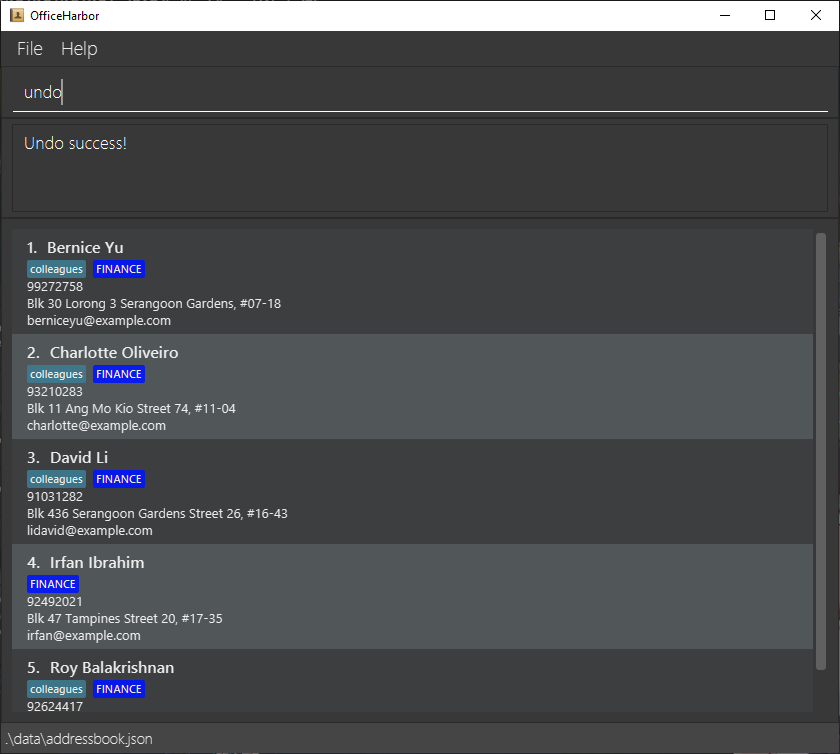 OfficeHarbor
File Help
undo
Undo success!
1. Bernice Yu
colleagues FINANCE
99272758
Blk 30 Lorong 3 Serangoon Gardens, #07-18
berniceyu@example.com
2. Charlotte Oliveiro
colleagues FINANCE
93210283
Blk 11 Ang Mo Kio Street 74, #11-04
charlotte@example.com
3. David Li
colleagues FINANCE
91031282
Blk 436 Serangoon Gardens Street 26, #16-43
lidavid@example.com
4. Irfan Ibrahim
FINANCE
92492021
Blk 47 Tampines Street 20, #17-35
irfan@example.com
5. Roy Balakrishnan
colleagues FINANCE
92624417
.\data\addressbook.json